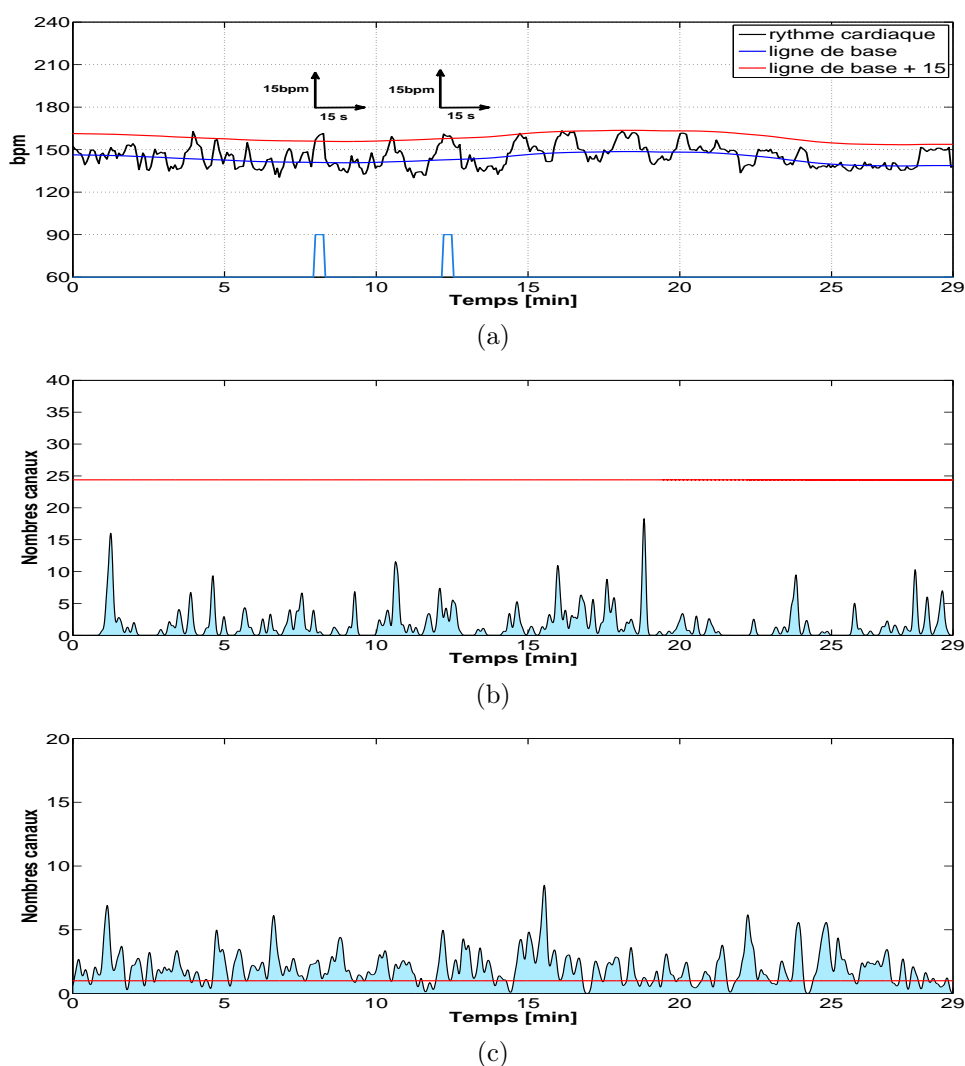 240
210
180
150
120
90
60
bpm
rythme cardiaque
ligne de base
ligne de base + 15
15bpm
15 s
15bpm
15 s
0 5 10 15 20 25 29
Temps [min]
(a)
40
35
30
25
20
15
10
5
0
Nombres canaux
0 5 10 15 20 25 29
Temps [min]
(b)
20
15
10
5
0
Nombres canaux
0 5 10 15 20 25 29
Temps [min]
(c)